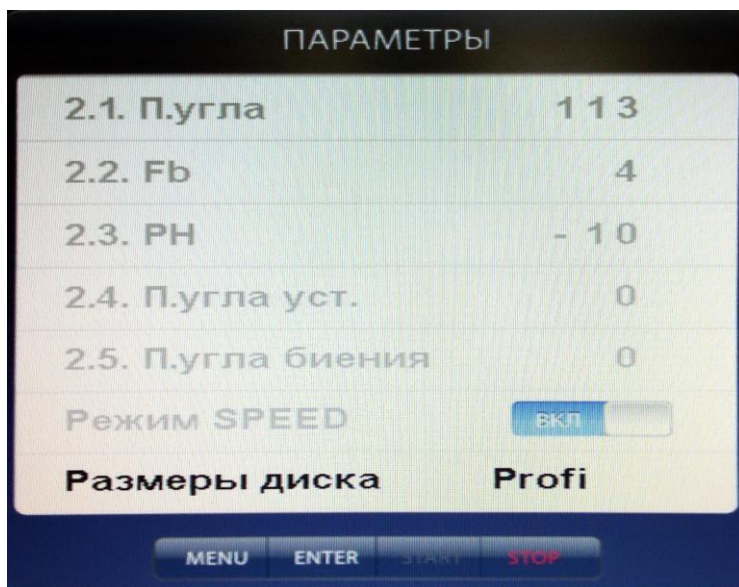 ПАРАМЕТРЫ
2.1. П.угла 113
2.2. Fb 4
2.3. PH - 10
2.4. П.угла уст. 0
2.5. П.угла биения 0
Режим SPEED ВКЛ
Размеры диска Profi
MENU ENTER START STOP